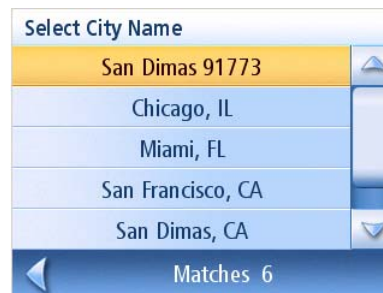 Select City Name
San Dimas 91773
Chicago, IL
Miami, FL
San Francisco, CA
San Dimas, CA
Matches 6